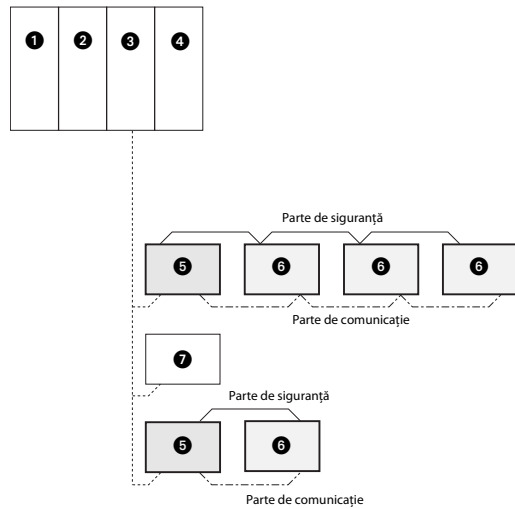 1 2 3 4
Parte de siguranță
5 6 6 6
Parte de comunicație
7
Parte de siguranță
5 6
Parte de comunicație